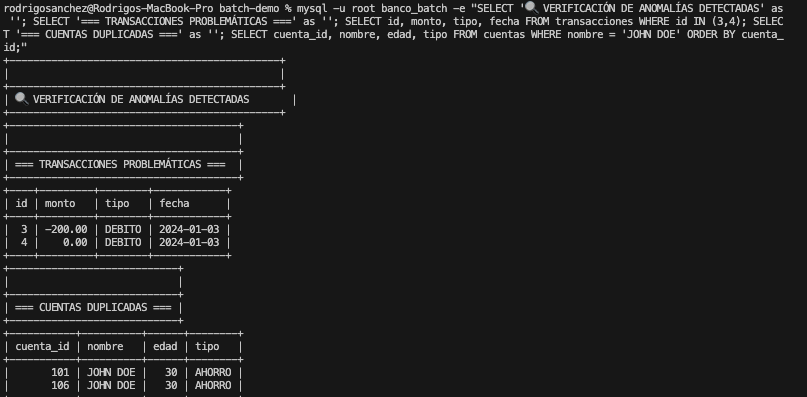 rodrigosanchez@Rodrigos-MacBook-Pro batch-demo % mysql -u root banco_batch -e "SELECT '🔍 VERIFICACIÓN DE ANOMALÍAS DETECTADAS' as
 ''; SELECT '=== TRANSACCIONES PROBLEMÁTICAS ===' as ''; SELECT id, monto, tipo, fecha FROM transacciones WHERE id IN (3,4); SELEC
T '=== CUENTAS DUPLICADAS ===' as ''; SELECT cuenta_id, nombre, edad, tipo FROM cuentas WHERE nombre = 'JOHN DOE' ORDER BY cuenta_
id;"
+-------------------------------------------+
|                                           |
+-------------------------------------------+
| 🔍 VERIFICACIÓN DE ANOMALÍAS DETECTADAS       |
+-------------------------------------------+
+--------------------------------------+
|                                      |
+--------------------------------------+
| === TRANSACCIONES PROBLEMÁTICAS ===  |
+--------------------------------------+
+----+---------+--------+------------+
| id | monto   | tipo   | fecha      |
+----+---------+--------+------------+
|  3 | -200.00 | DEBITO | 2024-01-03 |
|  4 |    0.00 | DEBITO | 2024-01-03 |
+----+---------+--------+------------+
+----------------------------+
|                            |
+----------------------------+
| === CUENTAS DUPLICADAS === |
+----------------------------+
+-----------+----------+------+--------+
| cuenta_id | nombre   | edad | tipo   |
+-----------+----------+------+--------+
|       101 | JOHN DOE |   30 | AHORRO |
|       106 | JOHN DOE |   30 | AHORRO |